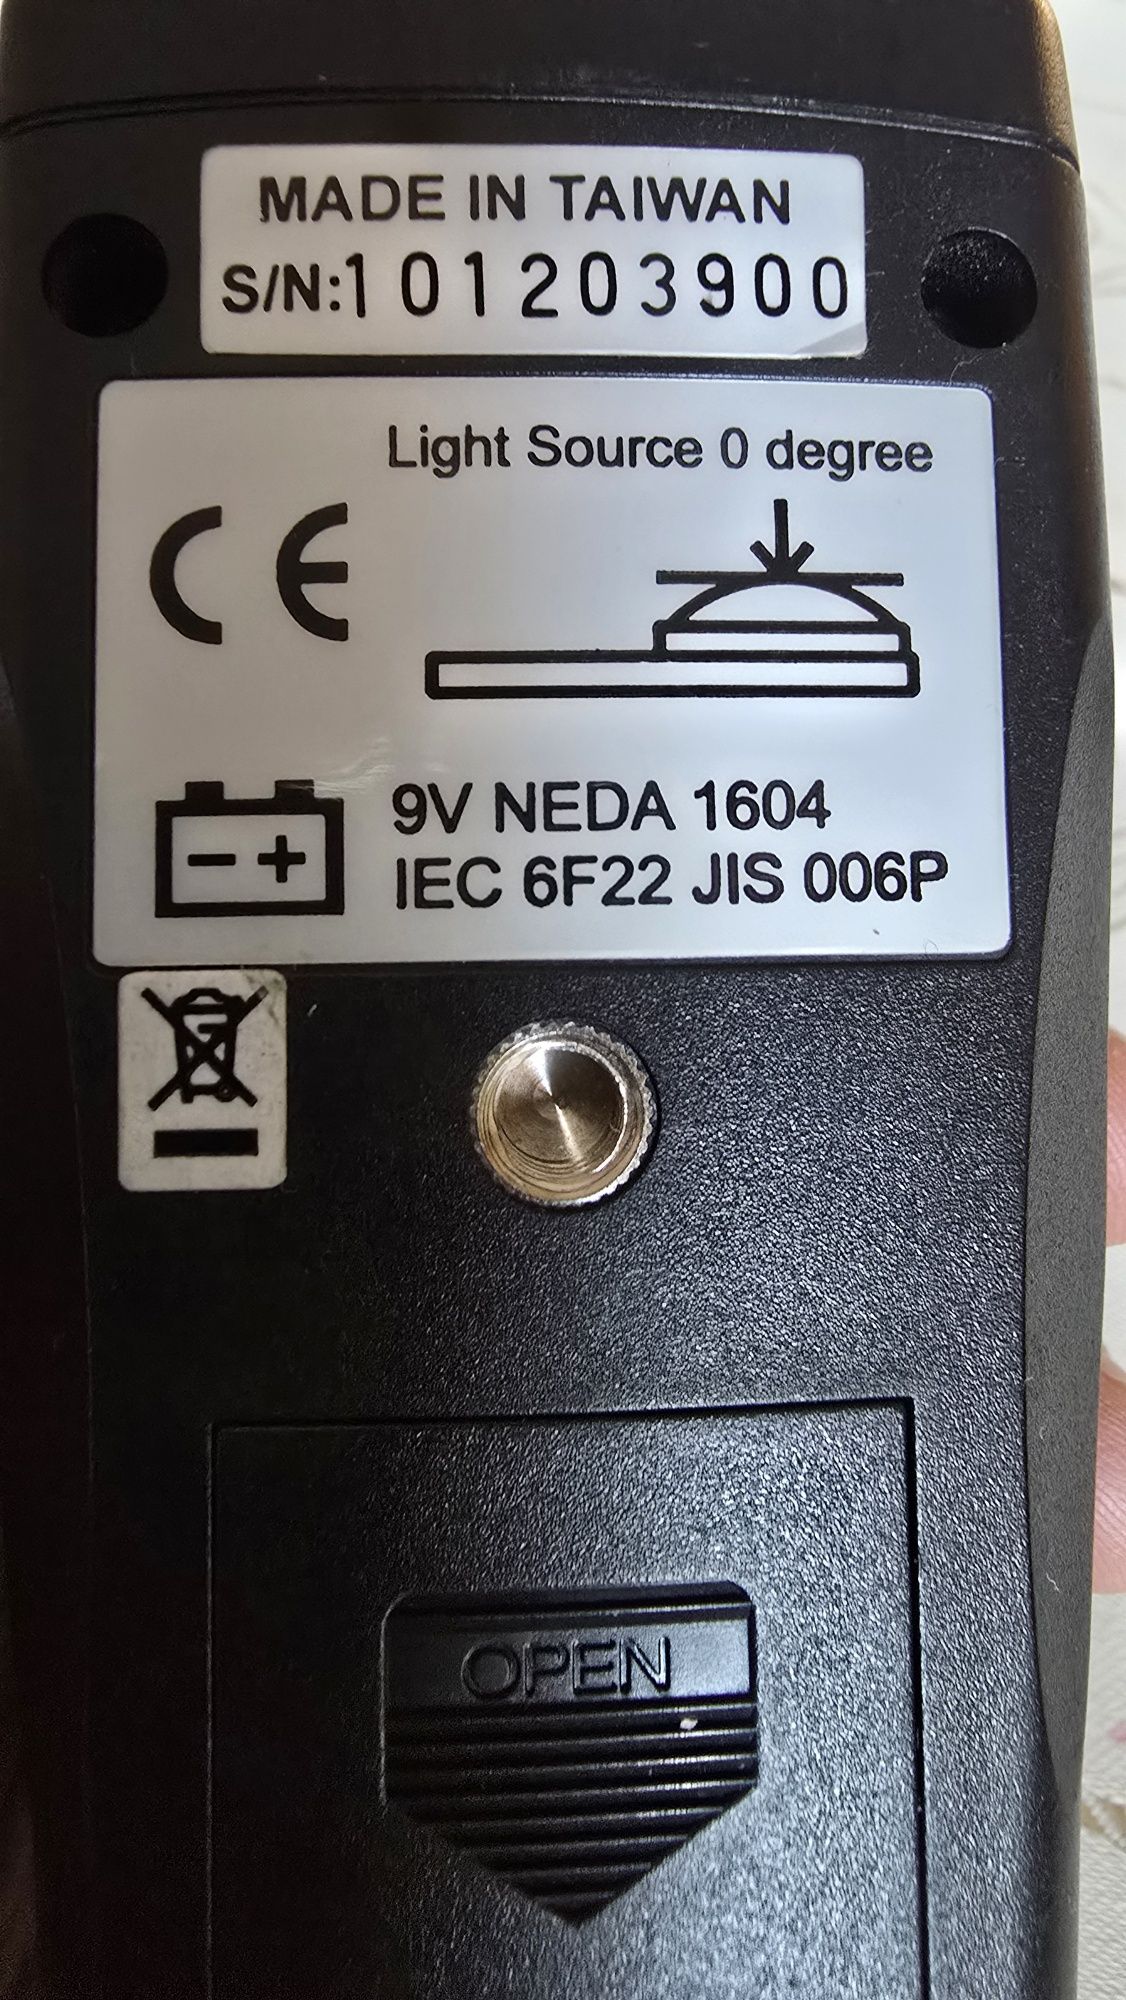 MADE IN TAIWAN
S/N:101203900
Light Source 0 degree
CE
9V NEDA 1604
IEC 6F22 JIS 006P
OPEN